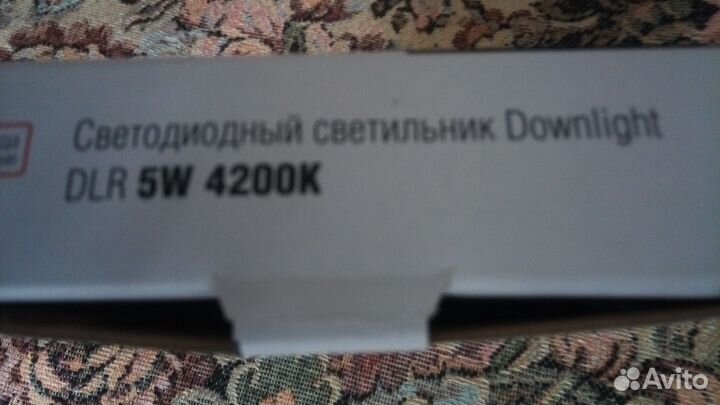 Светодиодный светильник Downlight
DLR 5W 4200K
Avito